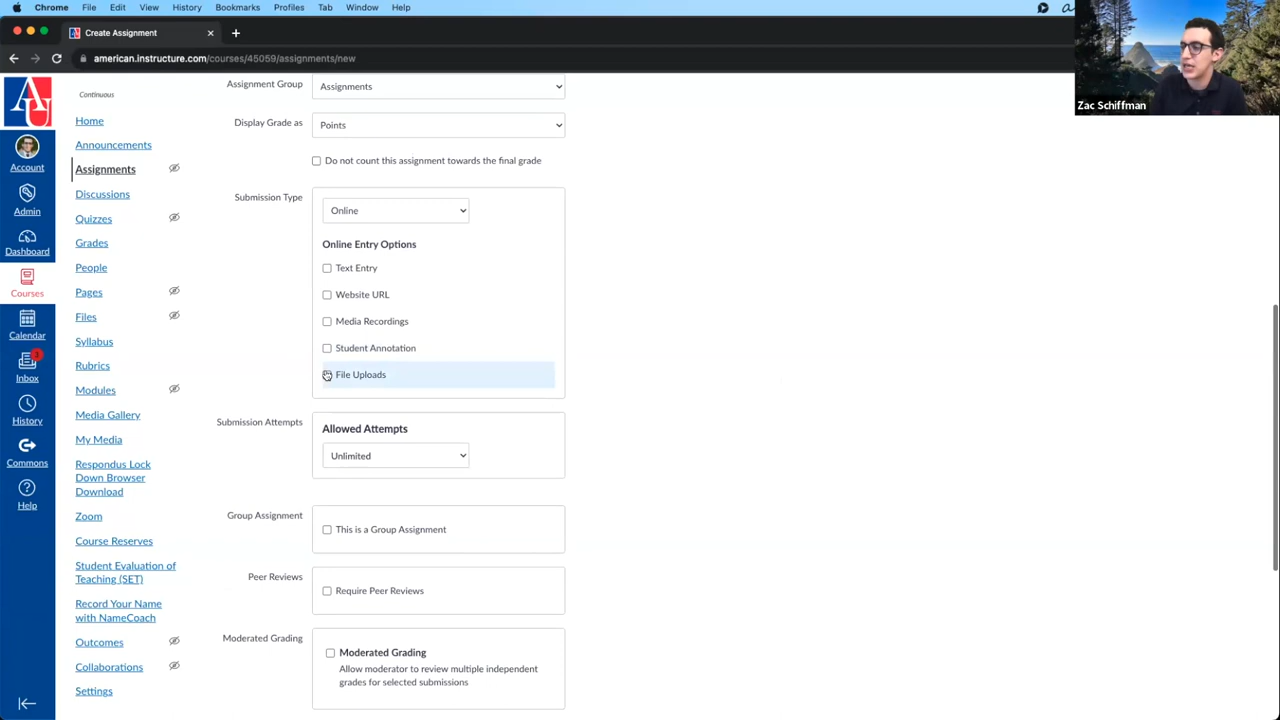 Chrome File Edit View History Bookmarks Profiles Tab Window Help
Create Assignment
american.instructure.com/courses/45059/assignments/new
Zac Schiffman
Account
Admin
Dashboard
Courses
Calendar
3
Inbox
History
Commons
Help
Continuous
Home
Announcements
Assignments
Discussions
Quizzes
Grades
People
Pages
Files
Syllabus
Rubrics
Modules
Media Gallery
My Media
Respondus Lock
Down Browser
Download
Zoom
Course Reserves
Student Evaluation of
Teaching (SET)
Record Your Name
with NameCoach
Outcomes
Collaborations
Settings
Assignment Group Assignments
Display Grade as Points
Do not count this assignment towards the final grade
Submission Type Online
Online Entry Options
Text Entry
Website URL
Media Recordings
Student Annotation
File Uploads
Submission Attempts Allowed Attempts
Unlimited
Group Assignment This is a Group Assignment
Peer Reviews Require Peer Reviews
Moderated Grading Moderated Grading
Allow moderator to review multiple independent
grades for selected submissions